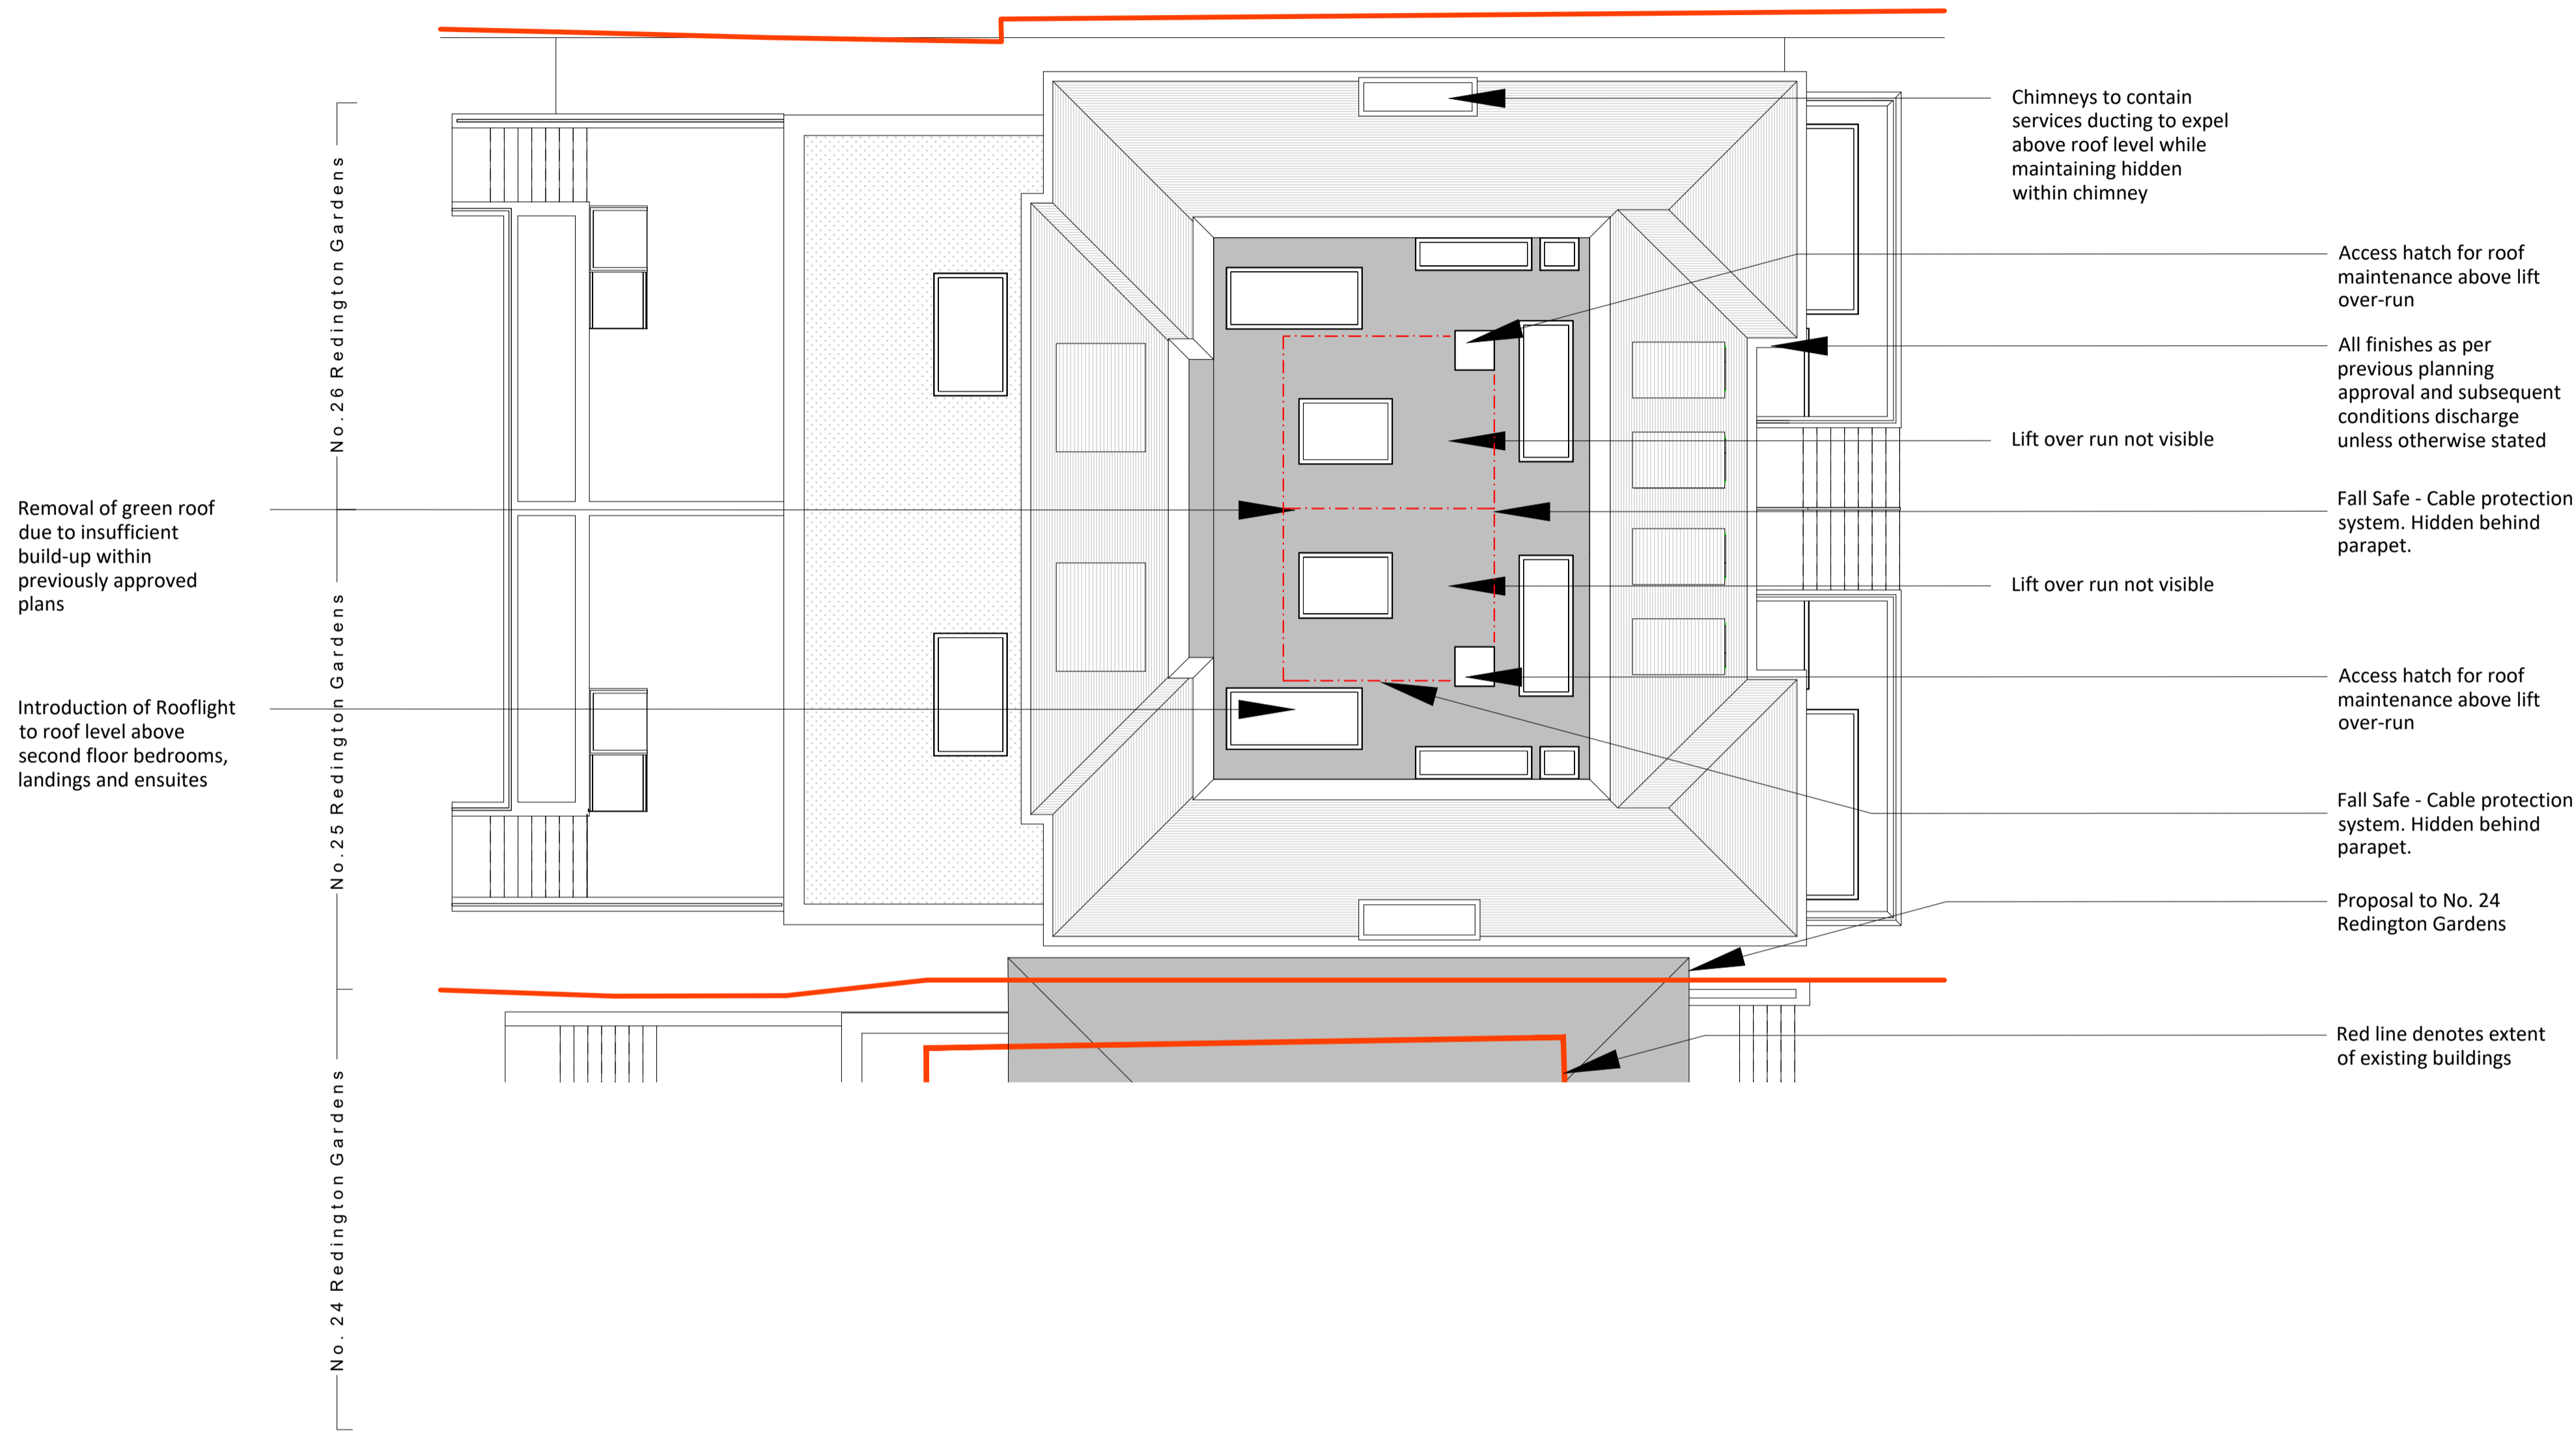 Chimneys to contain
services ducting to expel
above roof level while
maintaining hidden
within chimney
Access hatch for roof
maintenance above lift
over-run
All finishes as per
previous planning
approval and subsequent
conditions discharge
unless otherwise stated
Lift over run not visible
Fall Safe - Cable protection
system. Hidden behind
parapet.
Lift over run not visible
Access hatch for roof
maintenance above lift
over-run
Fall Safe - Cable protection
system. Hidden behind
parapet.
Proposal to No. 24
Redington Gardens
Red line denotes extent
of existing buildings
Removal of green roof
due to insufficient
build-up within
previously approved
plans
Introduction of Rooflight
to roof level above
second floor bedrooms,
landings and ensuites
No.26 Redington Gardens
No.25 Redington Gardens
No. 24 Redington Gardens